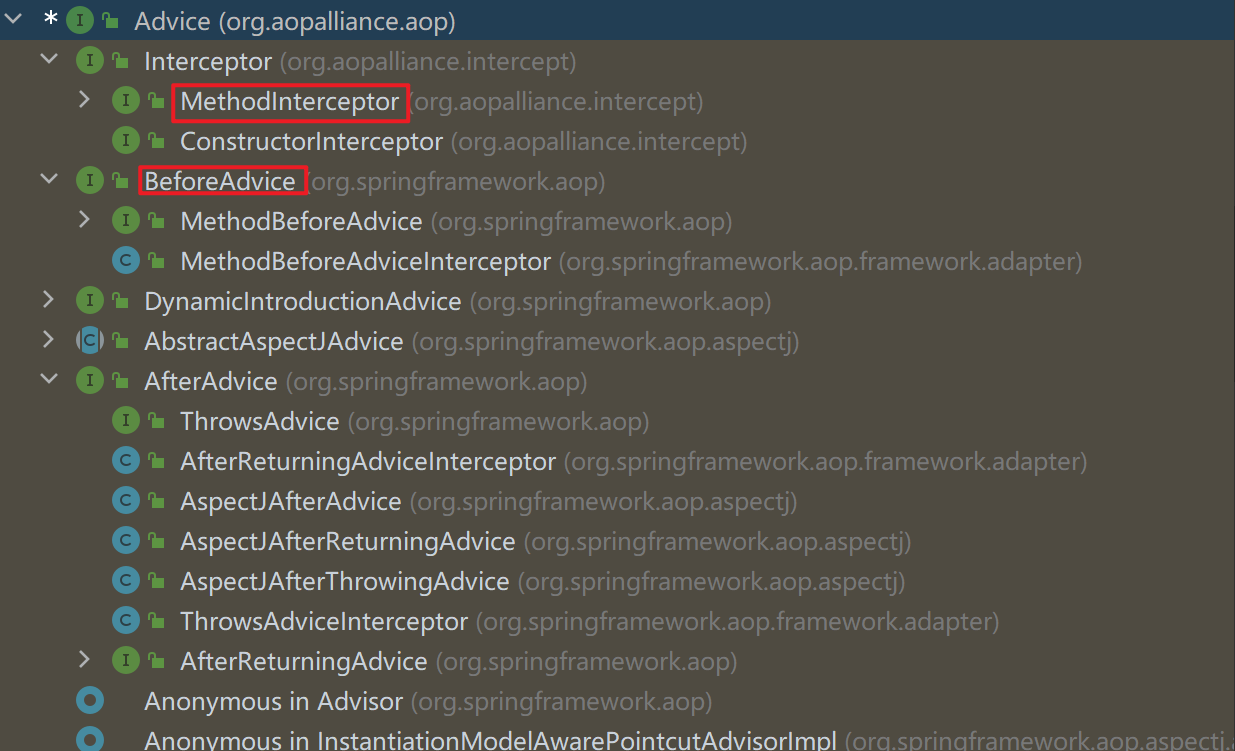 * I Advice (org.aopalliance.aop)
I Interceptor (org.aopalliance.intercept)
I MethodInterceptor (org.aopalliance.intercept)
I ConstructorInterceptor (org.aopalliance.intercept)
I BeforeAdvice (org.springframework.aop)
I MethodBeforeAdvice (org.springframework.aop)
C MethodBeforeAdviceInterceptor (org.springframework.aop.framework.adapter)
I DynamicIntroductionAdvice (org.springframework.aop)
C AbstractAspectJAdvice (org.springframework.aop.aspectj)
I AfterAdvice (org.springframework.aop)
I ThrowsAdvice (org.springframework.aop)
C AfterReturningAdviceInterceptor (org.springframework.aop.framework.adapter)
C AspectJAfterAdvice (org.springframework.aop.aspectj)
C AspectJAfterReturningAdvice (org.springframework.aop.aspectj)
C AspectJAfterThrowingAdvice (org.springframework.aop.aspectj)
C ThrowsAdviceInterceptor (org.springframework.aop.framework.adapter)
I AfterReturningAdvice (org.springframework.aop)
Anonymous in Advisor (org.springframework.aop)
Anonymous in InstantiationModelAwarePointcutAdvisorImpl (org.springframework.aop.aspectj.